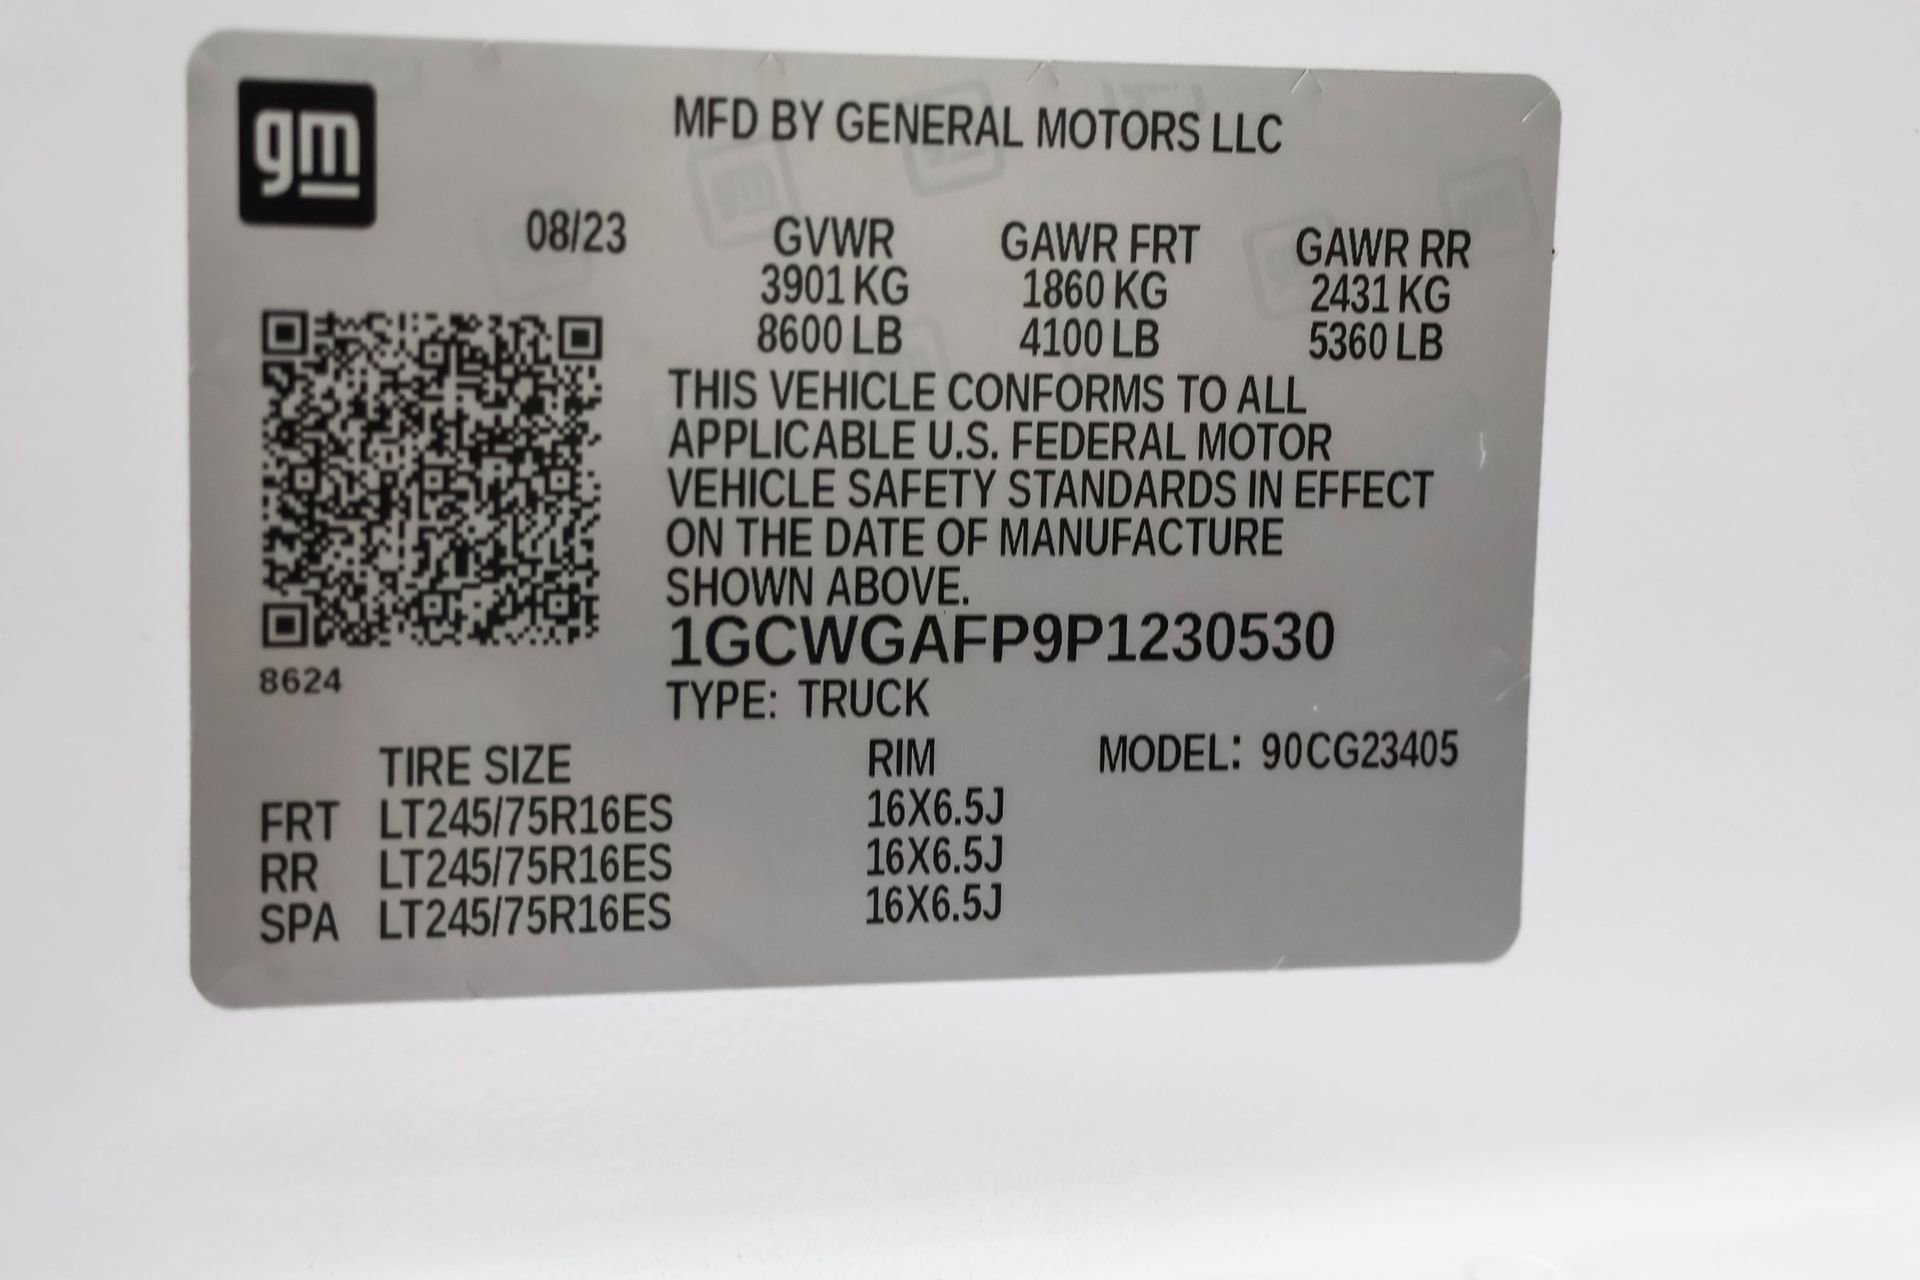 gm
MFD BY GENERAL MOTORS LLC
08/23 GVWR GAWR FRT GAWR RR
3901 KG 1860 KG 2431 KG
8600 LB 4100 LB 5360 LB
THIS VEHICLE CONFORMS TO ALL
APPLICABLE U.S. FEDERAL MOTOR
VEHICLE SAFETY STANDARDS IN EFFECT
ON THE DATE OF MANUFACTURE
SHOWN ABOVE.
1GCWGAFP9P1230530
8624
TYPE: TRUCK
TIRE SIZE RIM MODEL: 90CG23405
FRT LT245/75R16ES 16X6.5J
RR LT245/75R16ES 16X6.5J
SPA LT245/75R16ES 16X6.5J